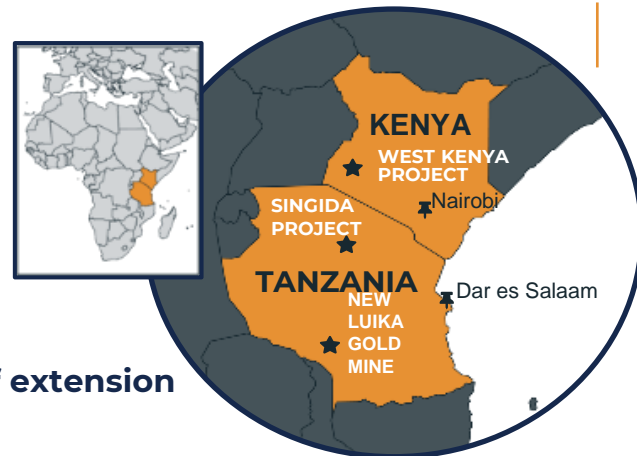 KENYA
WEST KENYA
PROJECT
Nairobi
SINGIDA
PROJECT
TANZANIA
Dar es Salaam
NEW
LUIKA
GOLD
MINE
extension